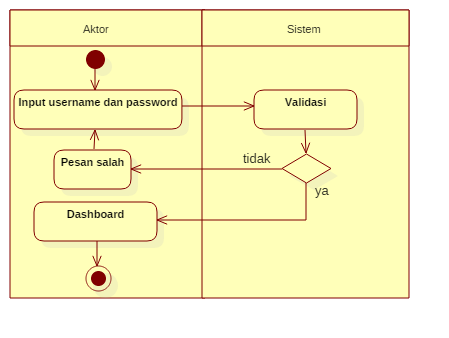 Aktor
Sistem
Input username dan password
Validasi
tidak
Pesan salah
ya
Dashboard